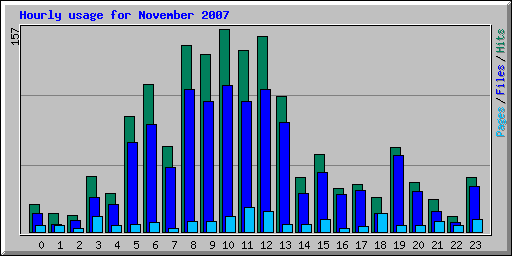 Hourly usage for November 2007
157
Pages / Files / Hits
0 1 2 3 4 5 6 7 8 9 10 11 12 13 14 15 16 17 18 19 20 21 22 23